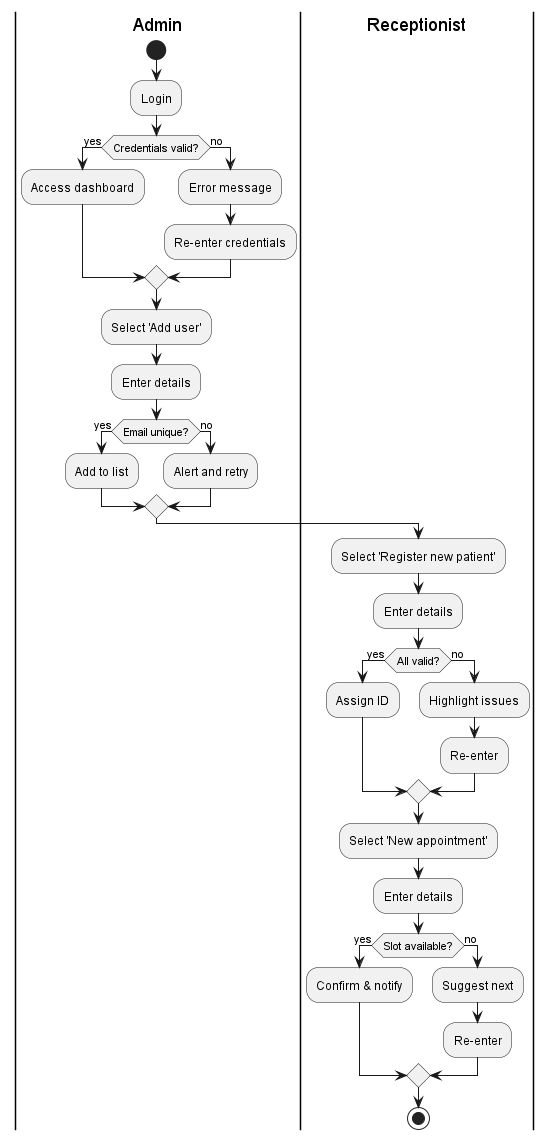 Admin
Receptionist
Login
Credentials valid?
yes
no
Access dashboard
Error message
Re-enter credentials
Select 'Add user'
Enter details
Email unique?
yes
no
Add to list
Alert and retry
Select 'Register new patient'
Enter details
All valid?
yes
no
Assign ID
Highlight issues
Re-enter
Select 'New appointment'
Enter details
Slot available?
yes
no
Confirm & notify
Suggest next
Re-enter